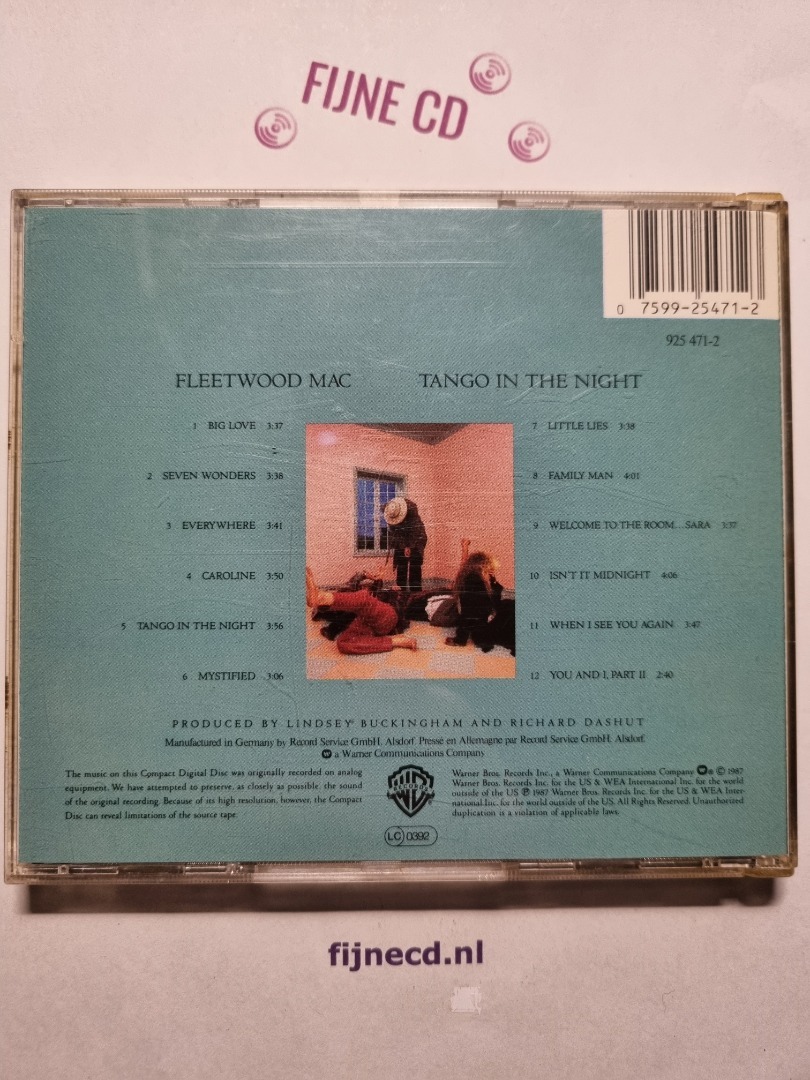 FIJNE CD
0 7599-25471-2
925 471-2
FLEETWOOD MAC TANGO IN THE NIGHT
1 BIG LOVE 3:37
2 SEVEN WONDERS 3:38
3 EVERYWHERE 3:41
4 CAROLINE 3:50
5 TANGO IN THE NIGHT 3:56
6 MYSTIFIED 3:06
7 LITTLE LIES 3:38
8 FAMILY MAN 4:01
9 WELCOME TO THE ROOM...SARA 3:37
10 ISN'T IT MIDNIGHT 4:06
11 WHEN I SEE YOU AGAIN 3:47
12 YOU AND I, PART II 2:40
PRODUCED BY LINDSEY BUCKINGHAM AND RICHARD DASHUT
Manufactured in Germany by Record Service GmbH, Alsdorf. Pressé en Allemagne par Record Service GmbH, Alsdorf.
a Warner Communications Company
The music on this Compact Digital Disc was originally recorded on analog
equipment. We have attempted to preserve, as closely as possible, the sound
of the original recording. Because of its high resolution, however, the Compact
Disc can reveal limitations of the source tape.
WB
RECORDS
LC 0392
Warner Bros. Records Inc., a Warner Communications Company ® © 1987
Warner Bros. Records Inc. for the US & WEA International Inc. for the world
outside of the US ℗ 1987 Warner Bros. Records Inc. for the US & WEA Inter-
national Inc. for the world outside of the US. All Rights Reserved. Unauthorized
duplication is a violation of applicable laws.
fijnecd.nl